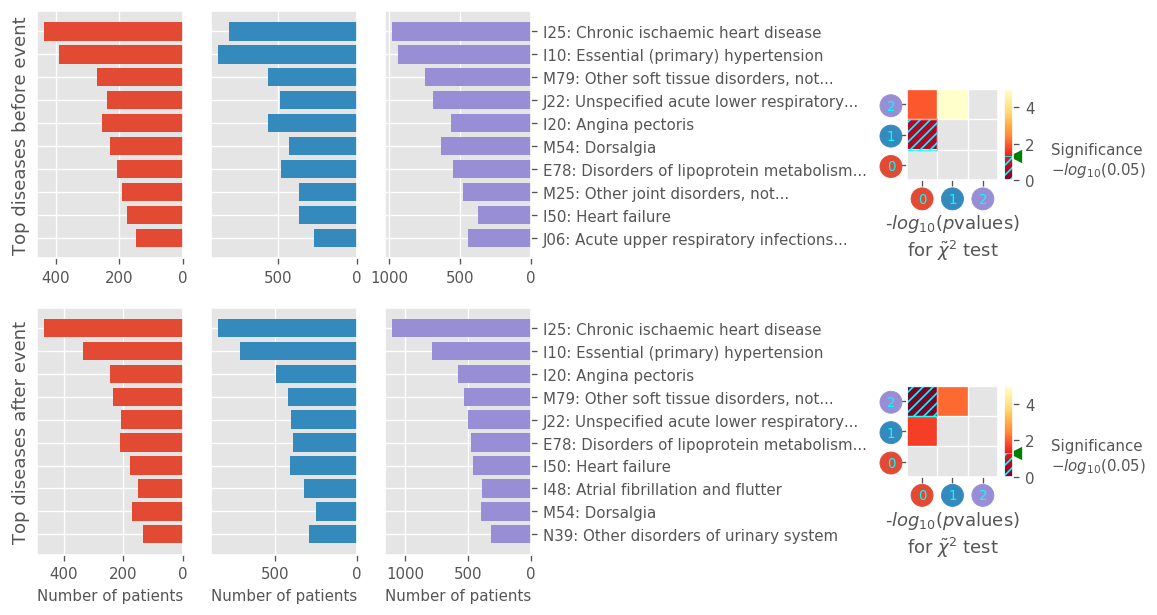 Top diseases before event
I25: Chronic ischaemic heart disease
I10: Essential (primary) hypertension
M79: Other soft tissue disorders, not...
J22: Unspecified acute lower respiratory...
I20: Angina pectoris
M54: Dorsalgia
E78: Disorders of lipoprotein metabolism...
M25: Other joint disorders, not...
I50: Heart failure
J06: Acute upper respiratory infections...
400 200 0
500 0
1000 500 0
2
1
0
0 1 2
4
2
0
Significance
−log₁₀(0.05)
-log₁₀(pvalues)
for χ̃² test
Top diseases after event
I25: Chronic ischaemic heart disease
I10: Essential (primary) hypertension
I20: Angina pectoris
M79: Other soft tissue disorders, not...
J22: Unspecified acute lower respiratory...
E78: Disorders of lipoprotein metabolism...
I50: Heart failure
I48: Atrial fibrillation and flutter
M54: Dorsalgia
N39: Other disorders of urinary system
400 200 0
500 0
1000 500 0
Number of patients
Number of patients
Number of patients
2
1
0
0 1 2
4
2
0
Significance
−log₁₀(0.05)
-log₁₀(pvalues)
for χ̃² test